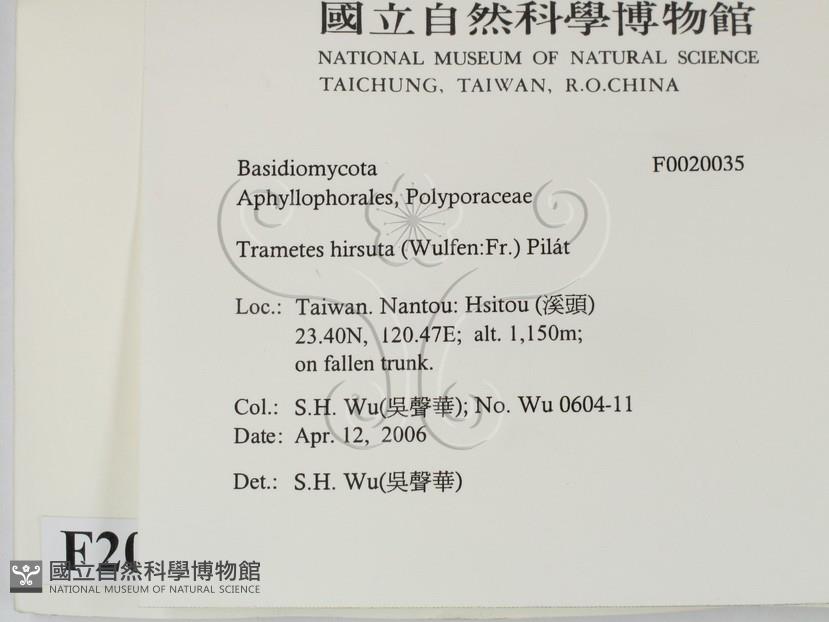 國立自然科學博物館
NATIONAL MUSEUM OF NATURAL SCIENCE
TAICHUNG, TAIWAN, R.O.CHINA
Basidiomycota F0020035
Aphyllophorales, Polyporaceae
Trametes hirsuta (Wulfen:Fr.) Pilát
Loc.: Taiwan. Nantou: Hsitou (溪頭)
23.40N, 120.47E; alt. 1,150m;
on fallen trunk.
Col.: S.H. Wu(吳聲華); No. Wu 0604-11
Date: Apr. 12, 2006
Det.: S.H. Wu(吳聲華)
F20
國立自然科學博物館
NATIONAL MUSEUM OF NATURAL SCIENCE